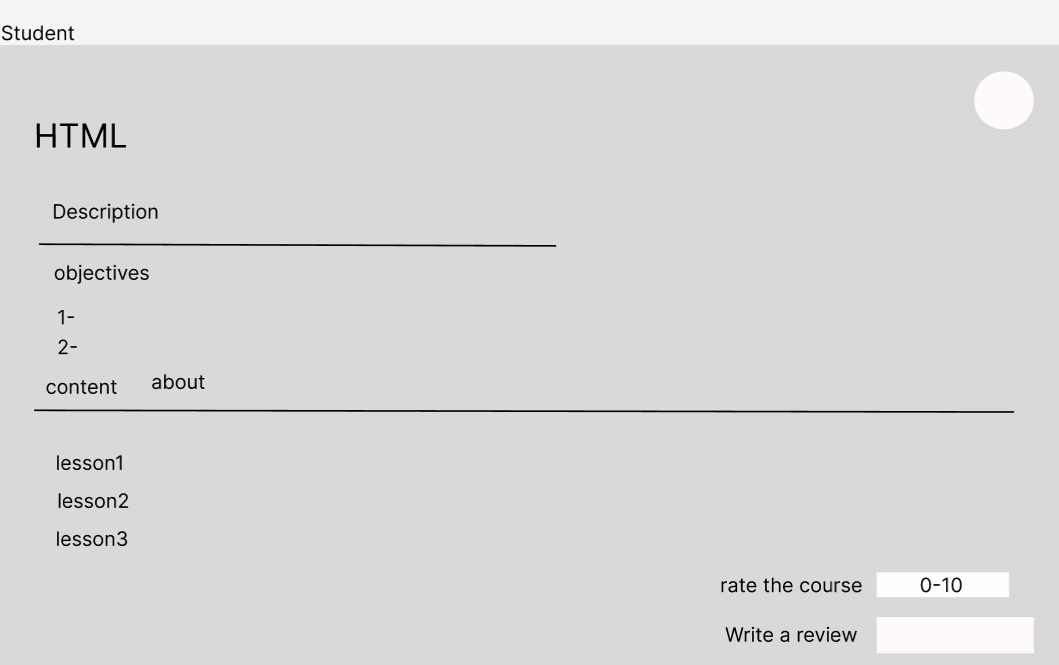 Student
HTML
Description
objectives
1-
2-
content about
lesson1
lesson2
lesson3
rate the course 0-10
Write a review